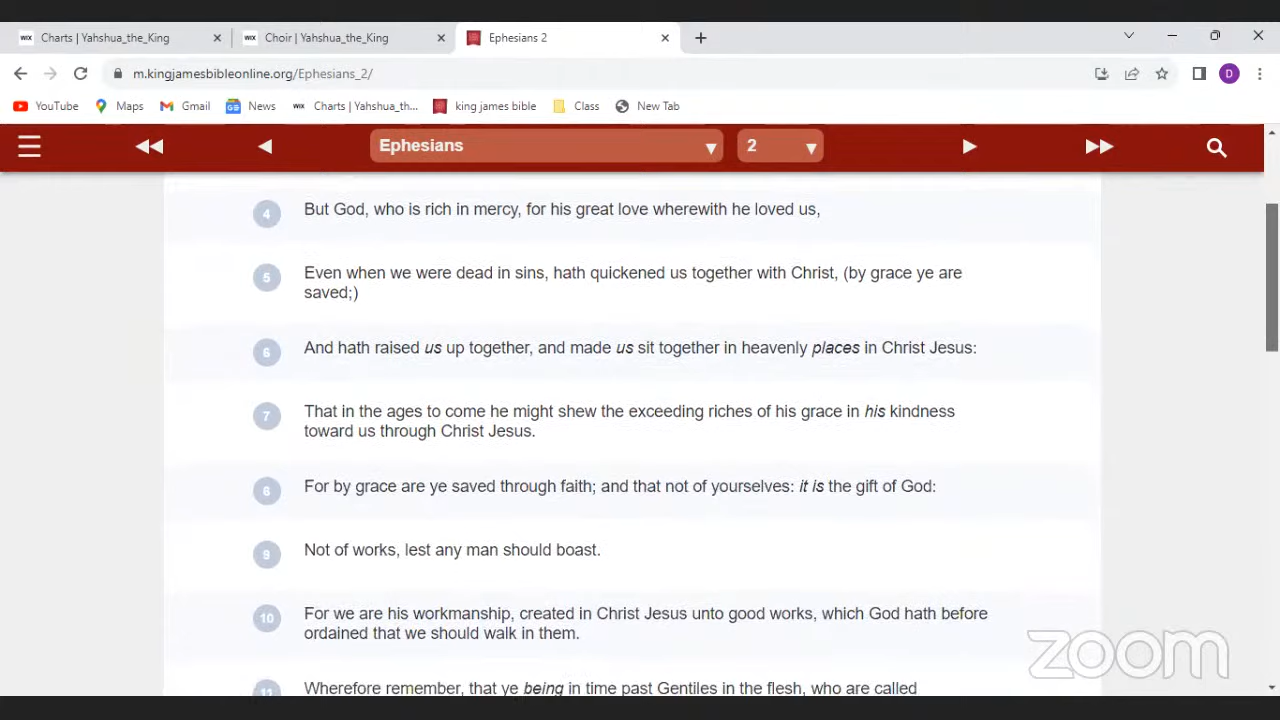 WIX Charts | Yahshua_the_King
WIX Choir | Yahshua_the_King
Ephesians 2
m.kingjamesbibleonline.org/Ephesians_2/
D
YouTube
Maps
Gmail
News
WIX Charts | Yahshua_th...
king james bible
Class
New Tab
Ephesians
2
4 But God, who is rich in mercy, for his great love wherewith he loved us,
5 Even when we were dead in sins, hath quickened us together with Christ, (by grace ye are
saved;)
6 And hath raised us up together, and made us sit together in heavenly places in Christ Jesus:
7 That in the ages to come he might shew the exceeding riches of his grace in his kindness
toward us through Christ Jesus.
8 For by grace are ye saved through faith; and that not of yourselves: it is the gift of God:
9 Not of works, lest any man should boast.
10 For we are his workmanship, created in Christ Jesus unto good works, which God hath before
ordained that we should walk in them.
11 Wherefore remember, that ye being in time past Gentiles in the flesh, who are called
zoom